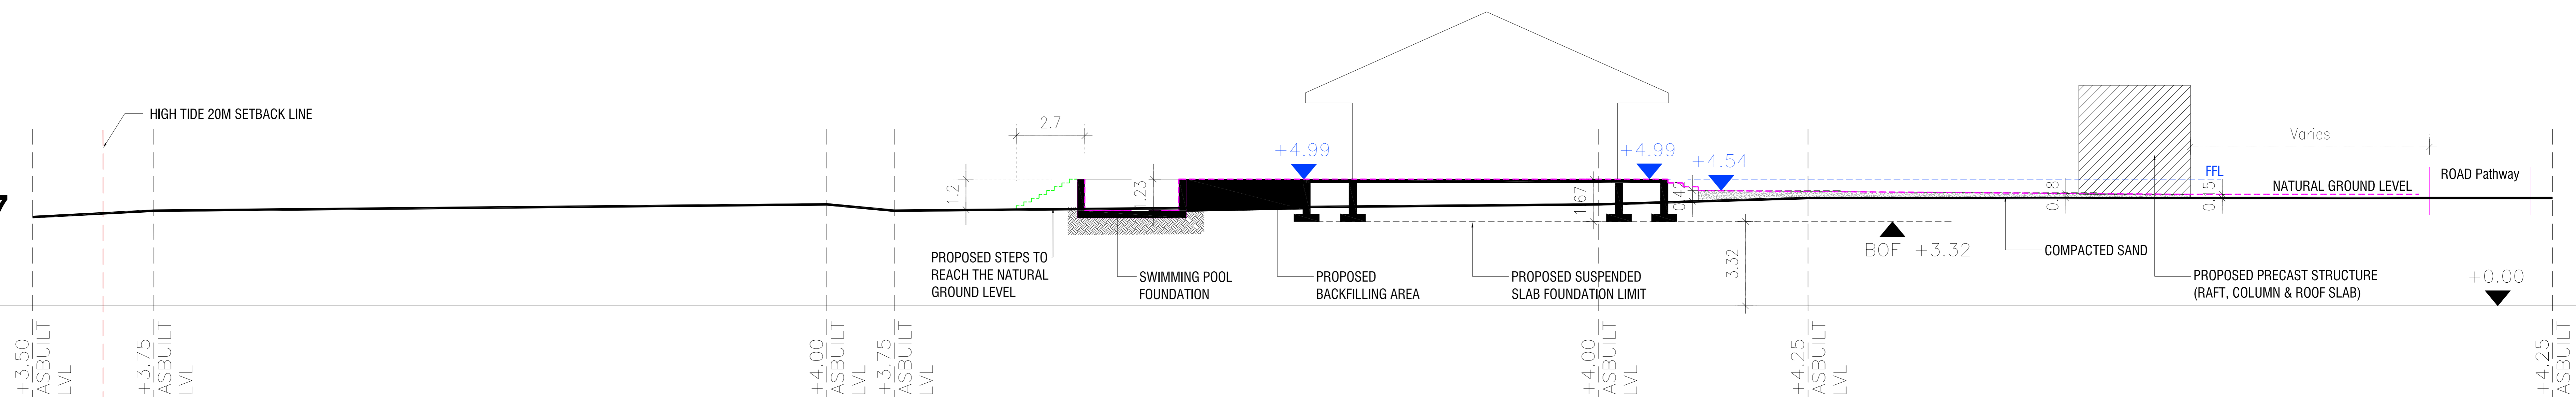 7
HIGH TIDE 20M SETBACK LINE
2.7
1.2
1.23
+4.99
+4.99
+4.54
1.67
0.4
0.18
0.15
FFL
Varies
ROAD Pathway
NATURAL GROUND LEVEL
PROPOSED STEPS TO
REACH THE NATURAL
GROUND LEVEL
SWIMMING POOL
FOUNDATION
PROPOSED
BACKFILLING AREA
PROPOSED SUSPENDED
SLAB FOUNDATION LIMIT
3.32
BOF +3.32
COMPACTED SAND
PROPOSED PRECAST STRUCTURE
(RAFT, COLUMN & ROOF SLAB)
+0.00
+3.50
ASBUILT
LVL
+3.75
ASBUILT
LVL
+4.00
ASBUILT
LVL
+3.75
ASBUILT
LVL
+4.00
ASBUILT
LVL
+4.25
ASBUILT
LVL
+4.25
ASBUILT